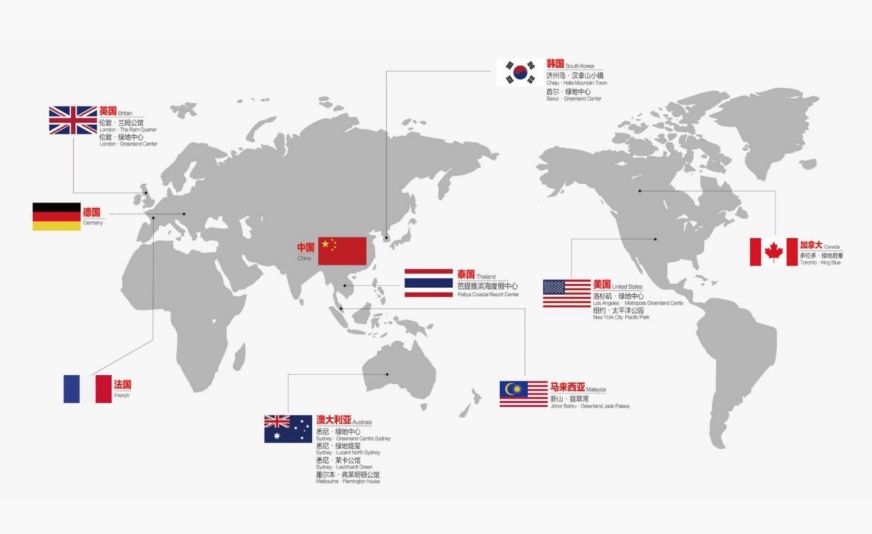 韩国 South Korea
济州岛 · 汉拿山小镇
Cheju · Halla Mountain Town
首尔 · 绿地中心
Seoul · Greenland Center
英国 Britain
伦敦 · 兰姆公馆
London · The Ram Quarter
伦敦 · 绿地中心
London · Greenland Center
德国
Germany
中国
China
泰国 Thailand
芭提雅滨海度假中心
Pattya Coastal Resort Center
加拿大 Canada
多伦多 · 绿地
Toronto · King Blue
美国 United States
洛杉矶 · 绿地中心
Los Angeles · Metropolis Greenland Cente
纽约 · 太平洋公园
New York City Pacific Park
法国
French
马来西亚 Malaysia
新山 · 翡翠湾
Johor Bahru · Greenland Jade Palace
澳大利亚 Australia
悉尼 · 绿地中心
Sydney · Greenland Centre Sydney
悉尼 · 绿地珑玺
Sydney · Lucent North Sydney
悉尼 · 莱卡公馆
Sydney · Leichhardt Green
墨尔本 · 弗莱明顿公馆
Melbourne · Flemington house